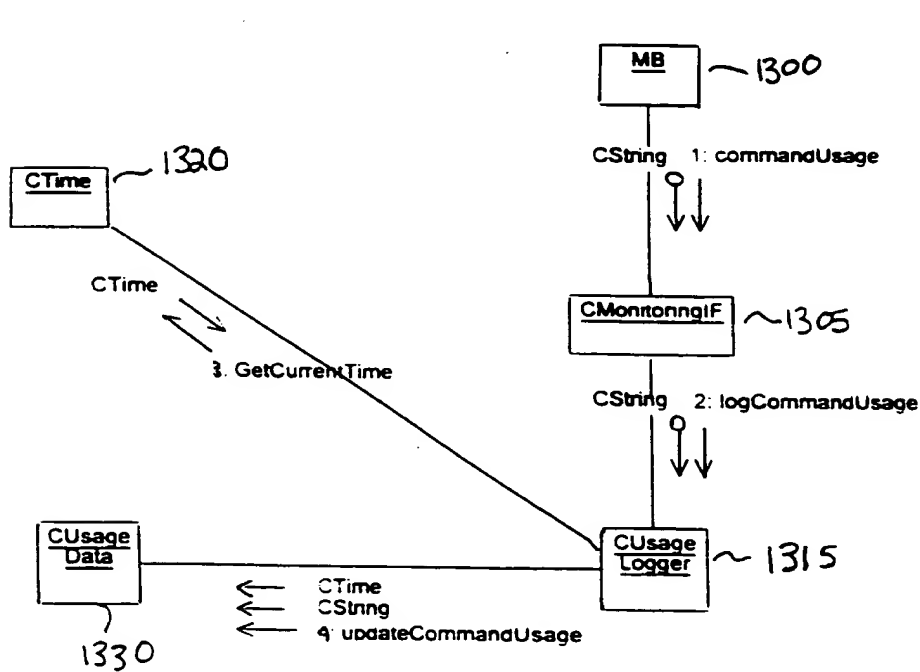 MB
1300
CString 1: commandUsage
1320
CTime
CTime
3. GetCurrentTime
CMonitoringIF
1305
CString 2: logCommandUsage
CUsage
Data
CUsage
Logger
1315
CTime
CString
4: updateCommandUsage
1330